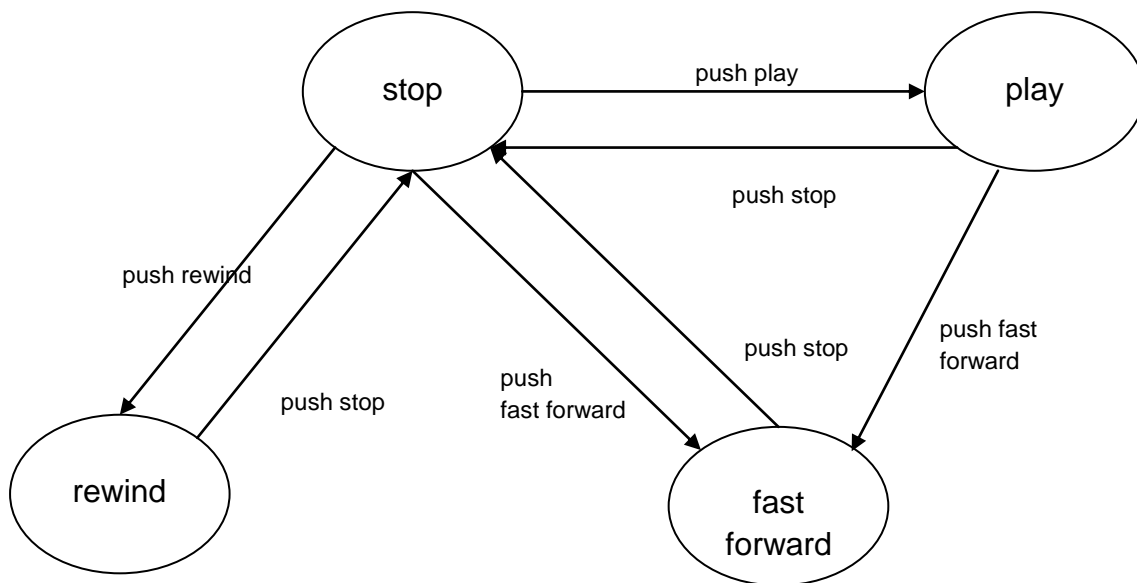 stop
push play
play
push stop
push rewind
push stop
push fast
forward
push
fast forward
push stop
rewind
fast
forward